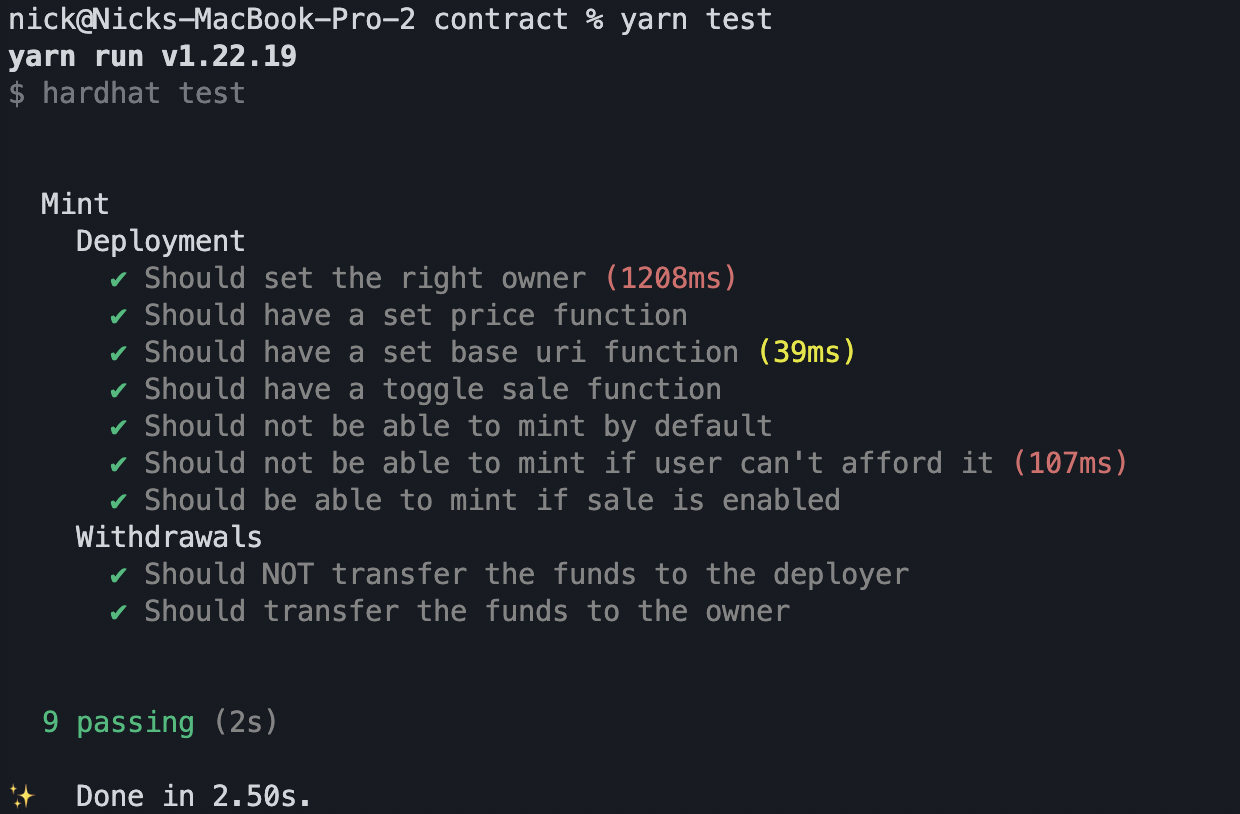 nick@Nicks-MacBook-Pro-2 contract % yarn test
yarn run v1.22.19
$ hardhat test
Mint
Deployment
✔ Should set the right owner (1208ms)
✔ Should have a set price function
✔ Should have a set base uri function (39ms)
✔ Should have a toggle sale function
✔ Should not be able to mint by default
✔ Should not be able to mint if user can't afford it (107ms)
✔ Should be able to mint if sale is enabled
Withdrawals
✔ Should NOT transfer the funds to the deployer
✔ Should transfer the funds to the owner
9 passing (2s)
✨ Done in 2.50s.